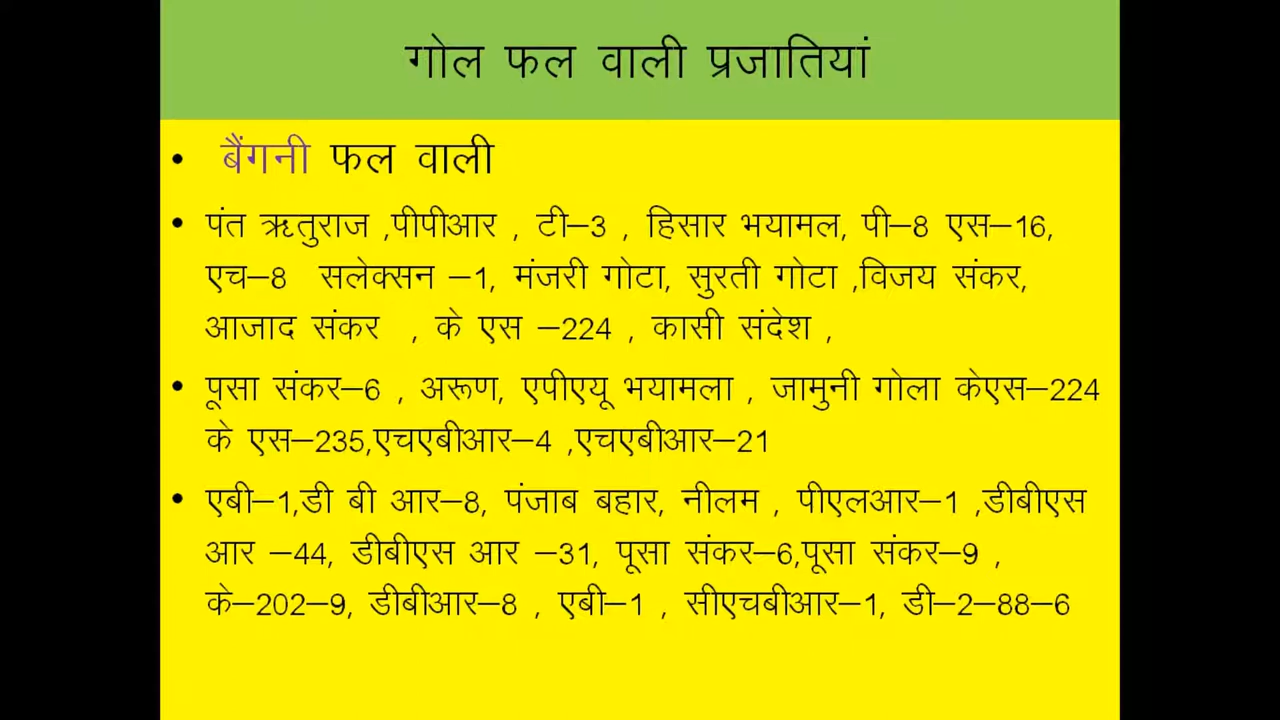 गोल फल वाली प्रजातियां
• बैंगनी फल वाली
• पंत ऋतुराज ,पीपीआर , टी–3 , हिसार भयामल, पी–8 एस–16,
एच–8 सलेक्सन –1, मंजरी गोटा, सुरती गोटा ,विजय संकर,
आजाद संकर , के एस –224 , कासी संदेश ,
• पूसा संकर–6 , अरूण, एपीएयू भयामला , जामुनी गोला केएस–224
के एस–235,एचएबीआर–4 ,एचएबीआर–21
• एबी–1,डी बी आर–8, पंजाब बहार, नीलम , पीएलआर–1 ,डीबीएस
आर –44, डीबीएस आर –31, पूसा संकर–6,पूसा संकर–9 ,
के–202–9, डीबीआर–8 , एबी–1 , सीएचबीआर–1, डी–2–88–6